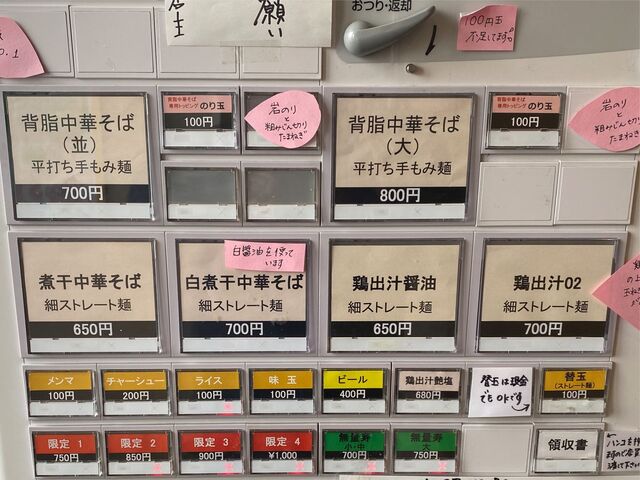 願い
おつり・返却
100円玉
不足してます
背脂中華そば
(並)
平打ち手もみ麺
700円
背脂中華そば
専用トッピング のり玉
100円
岩のり
と
粗みじん切り
たまねぎ
背脂中華そば
(大)
平打ち手もみ麺
800円
背脂中華そば
専用トッピング のり玉
100円
岩のり
と
粗みじん切り
たまねぎ
煮干中華そば
細ストレート麺
650円
白醤油を使って
います
白煮干中華そば
細ストレート麺
700円
鶏出汁醤油
細ストレート麺
650円
鶏出汁02
細ストレート麺
700円
メンマ
100円
チャーシュー
200円
ライス
100円
味 玉
100円
ビール
400円
鶏出汁艶塩
680円
替玉は現金
でもOKです
替玉
(ストレート麺)
100円
限定 1
750円
限定 2
850円
限定 3
900円
限定 4
¥1,000
無量寿
小・中
700円
無量寿
大
750円
領収書